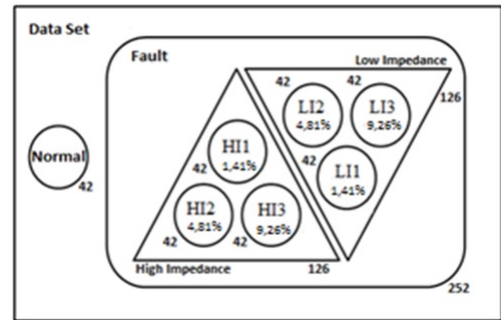 Data Set
Fault
Low Impedance
42
42
126
LI2
4,81%
LI3
9,26%
Normal
42
42
HI1
1,41%
42
LI1
1,41%
HI2
4,81%
HI3
9,26%
42
42
High Impedance
126
252